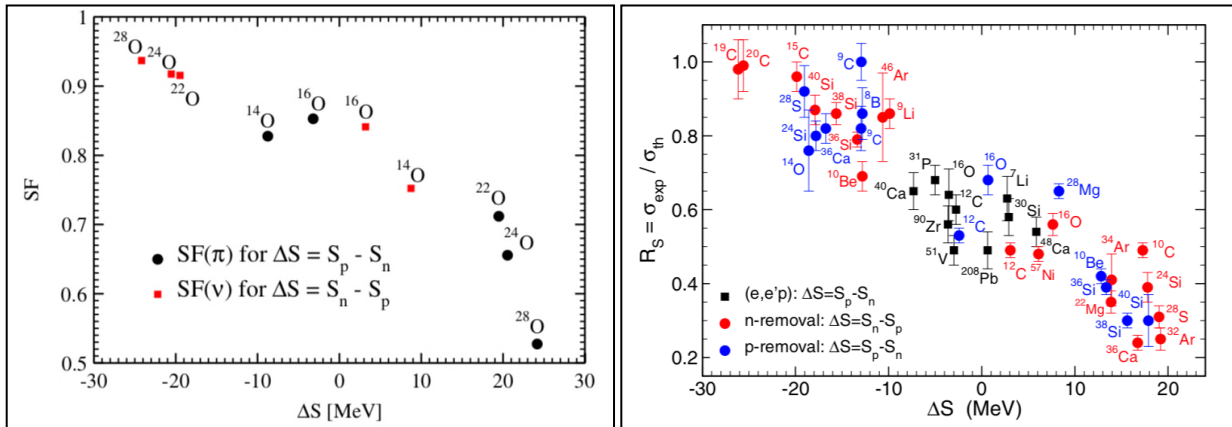 SF
1
0.9
0.8
0.7
0.6
0.5
-30 -20 -10 0 10 20 30
ΔS [MeV]
²⁸O
²⁴O
²²O
¹⁴O
¹⁶O
¹⁶O
¹⁴O
²²O
²⁴O
²⁸O
SF(π) for ΔS = Sₚ - Sₙ
SF(ν) for ΔS = Sₙ - Sₚ
R_S = σ_exp / σ_th
1.0
0.8
0.6
0.4
0.2
-30 -20 -10 0 10 20
ΔS (MeV)
¹⁹C
²⁰C
¹⁵C
⁹C
⁴⁶Ar
²⁸S
⁴⁰Si
³⁸Si
⁸B
⁹Li
²⁴Si
³⁶Si
⁹C
¹⁴O
³⁶Ca
¹⁰Be
³¹P
¹⁶O
¹⁶O
⁷Li
²⁸Mg
⁴⁰Ca
¹²C
³⁰Si
⁹⁰Zr
¹²C
¹⁶O
⁵¹V
²⁰⁸Pb
¹²C
⁴⁸Ca
⁵⁷Ni
³⁴Ar
¹⁰C
¹⁰Be
²⁴Si
³⁶Si
²²Mg
⁴⁰Si
²⁸S
³⁸Si
³²Ar
³⁶Ca
(e,e'p): ΔS=Sₚ-Sₙ
n-removal: ΔS=Sₙ-Sₚ
p-removal: ΔS=Sₚ-Sₙ